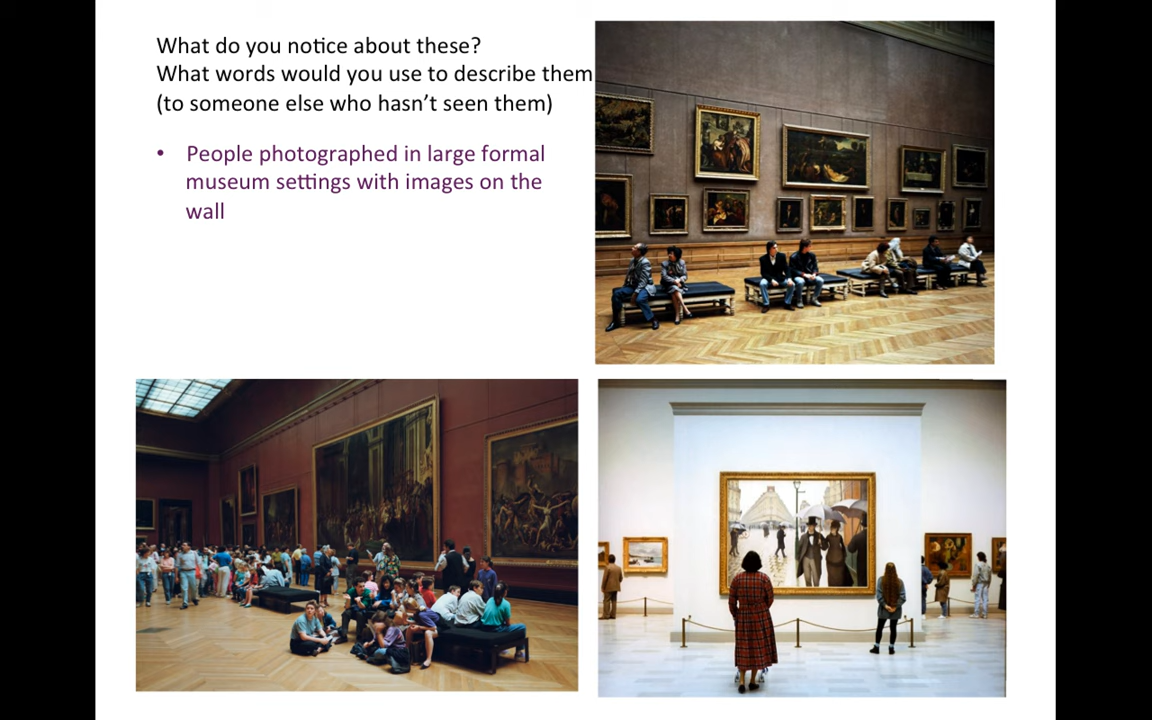 What do you notice about these?
What words would you use to describe them
(to someone else who hasn't seen them)
• People photographed in large formal
museum settings with images on the
wall